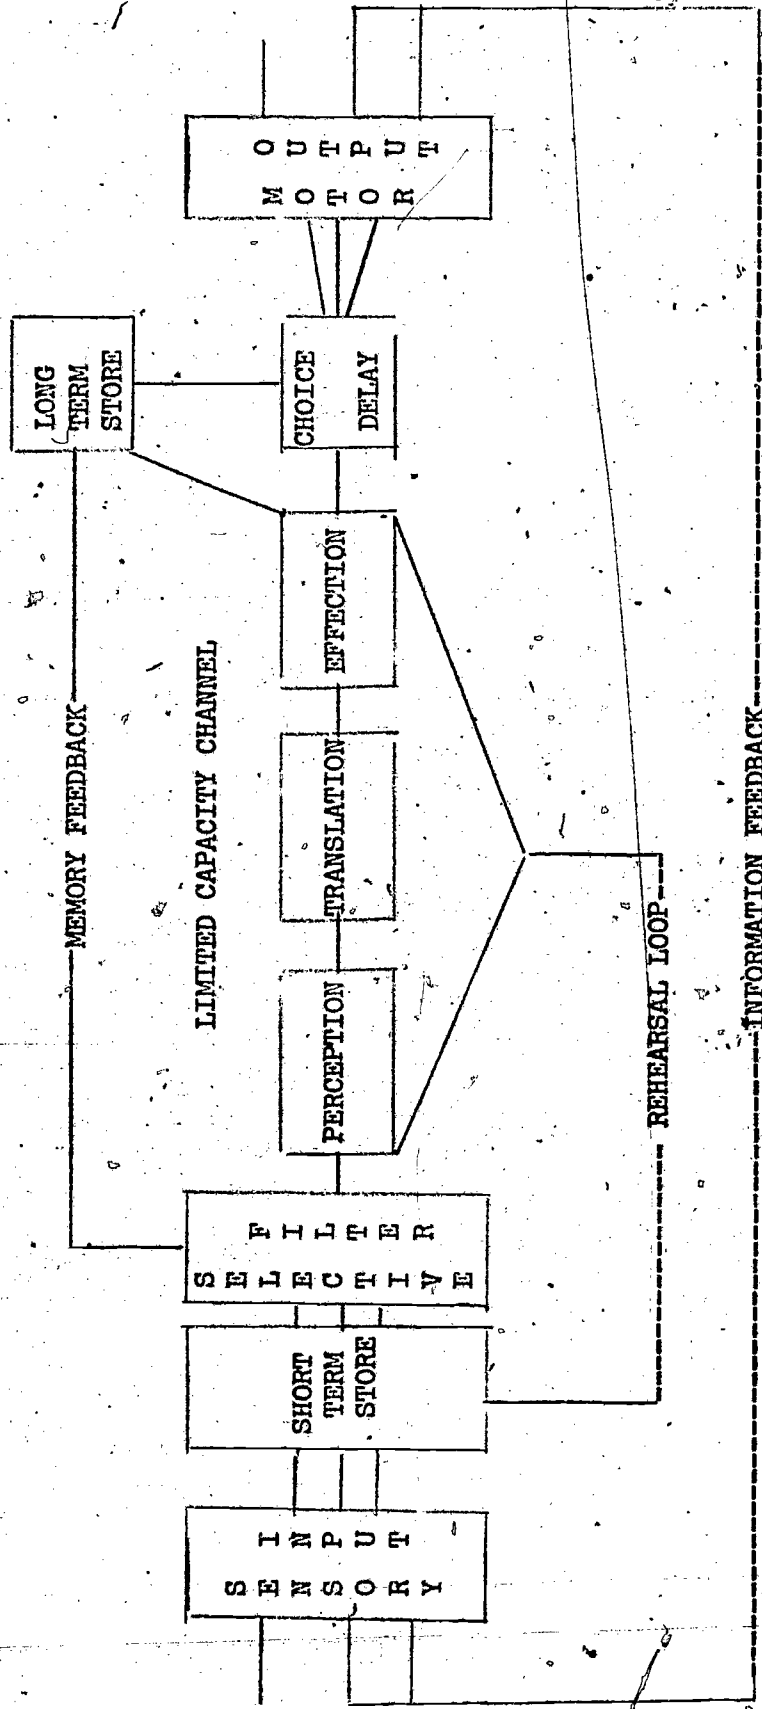 SENSORY
INPUT
SHORT
TERM
STORE
SELECTIVE
FILTER
PERCEPTION
TRANSLATION
EFFECTION
CHOICE
DELAY
MOTOR
OUTPUT
LONG
TERM
STORE
MEMORY FEEDBACK
LIMITED CAPACITY CHANNEL
REHEARSAL LOOP
INFORMATION FEEDBACK